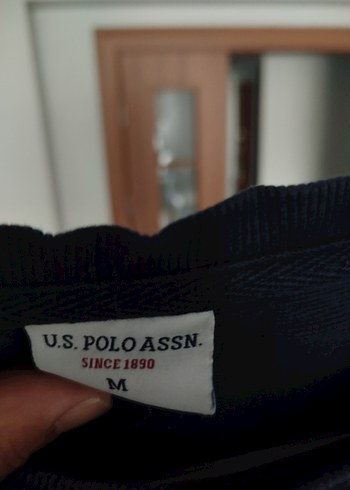 U.S. POLO ASSN.
SINCE 1890
M